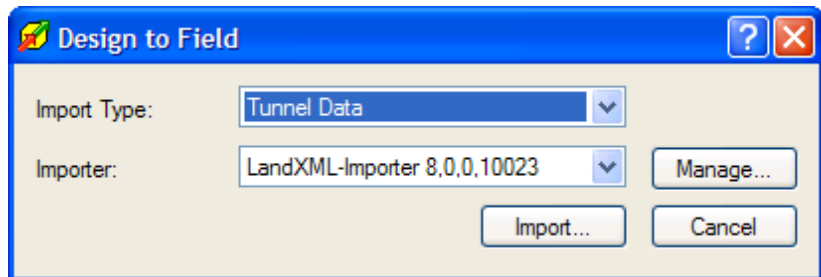 Design to Field
Import Type: Tunnel Data
Importer: LandXML-Importer 8,0,0,10023 Manage...
Import... Cancel